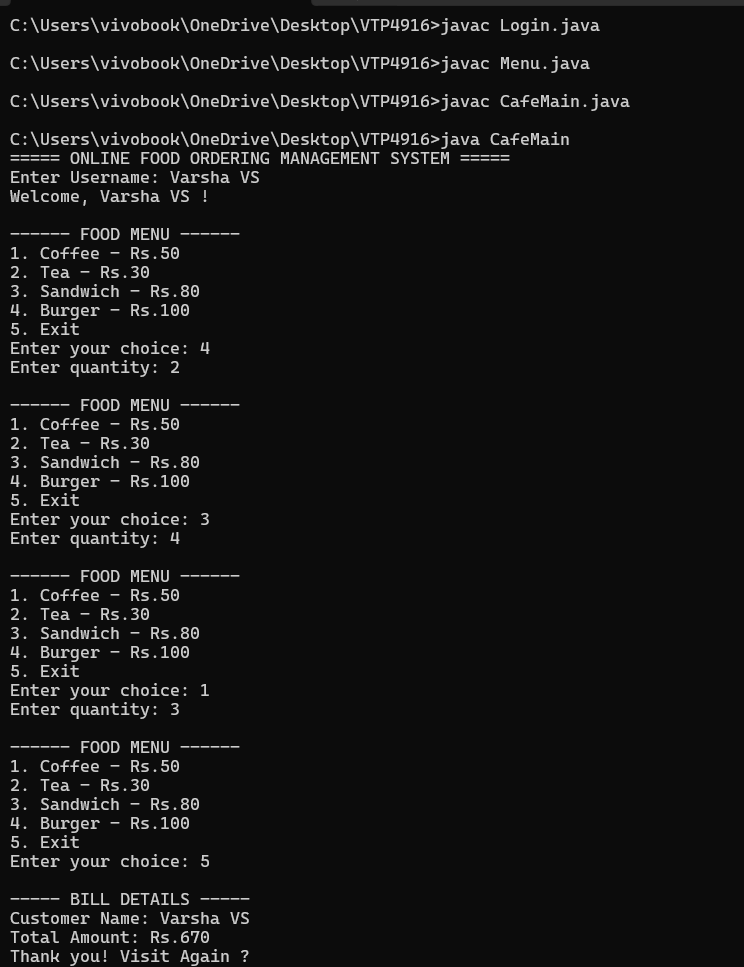 C:\Users\vivobook\OneDrive\Desktop\VTP4916>javac Login.java
C:\Users\vivobook\OneDrive\Desktop\VTP4916>javac Menu.java
C:\Users\vivobook\OneDrive\Desktop\VTP4916>javac CafeMain.java
C:\Users\vivobook\OneDrive\Desktop\VTP4916>java CafeMain
===== ONLINE FOOD ORDERING MANAGEMENT SYSTEM =====
Enter Username: Varsha VS
Welcome, Varsha VS !
------ FOOD MENU ------
1. Coffee - Rs.50
2. Tea - Rs.30
3. Sandwich - Rs.80
4. Burger - Rs.100
5. Exit
Enter your choice: 4
Enter quantity: 2
------ FOOD MENU ------
1. Coffee - Rs.50
2. Tea - Rs.30
3. Sandwich - Rs.80
4. Burger - Rs.100
5. Exit
Enter your choice: 3
Enter quantity: 4
------ FOOD MENU ------
1. Coffee - Rs.50
2. Tea - Rs.30
3. Sandwich - Rs.80
4. Burger - Rs.100
5. Exit
Enter your choice: 1
Enter quantity: 3
------ FOOD MENU ------
1. Coffee - Rs.50
2. Tea - Rs.30
3. Sandwich - Rs.80
4. Burger - Rs.100
5. Exit
Enter your choice: 5
----- BILL DETAILS -----
Customer Name: Varsha VS
Total Amount: Rs.670
Thank you! Visit Again ?